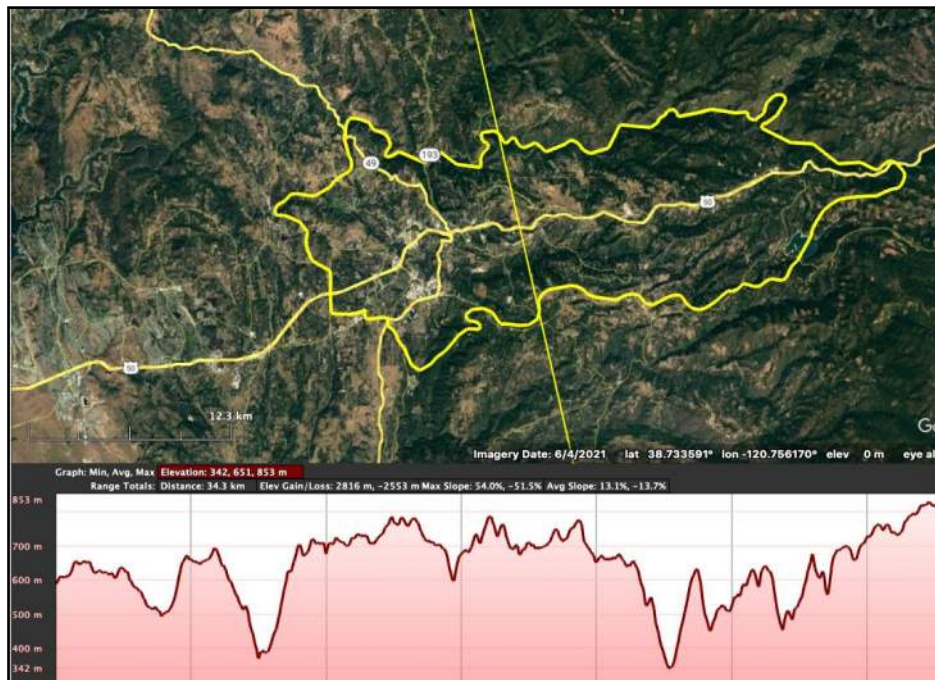 193
49
50
50
12.3 km
Go
Imagery Date: 6/4/2021 lat 38.733591° lon -120.756170° elev 0 m eye al
Graph: Min, Avg, Max Elevation: 342, 651, 853 m
Range Totals: Distance: 34.3 km Elev Gain/Loss: 2816 m, -2553 m Max Slope: 54.0%, -51.5% Avg Slope: 13.1%, -13.7%
853 m
700 m
600 m
500 m
400 m
342 m